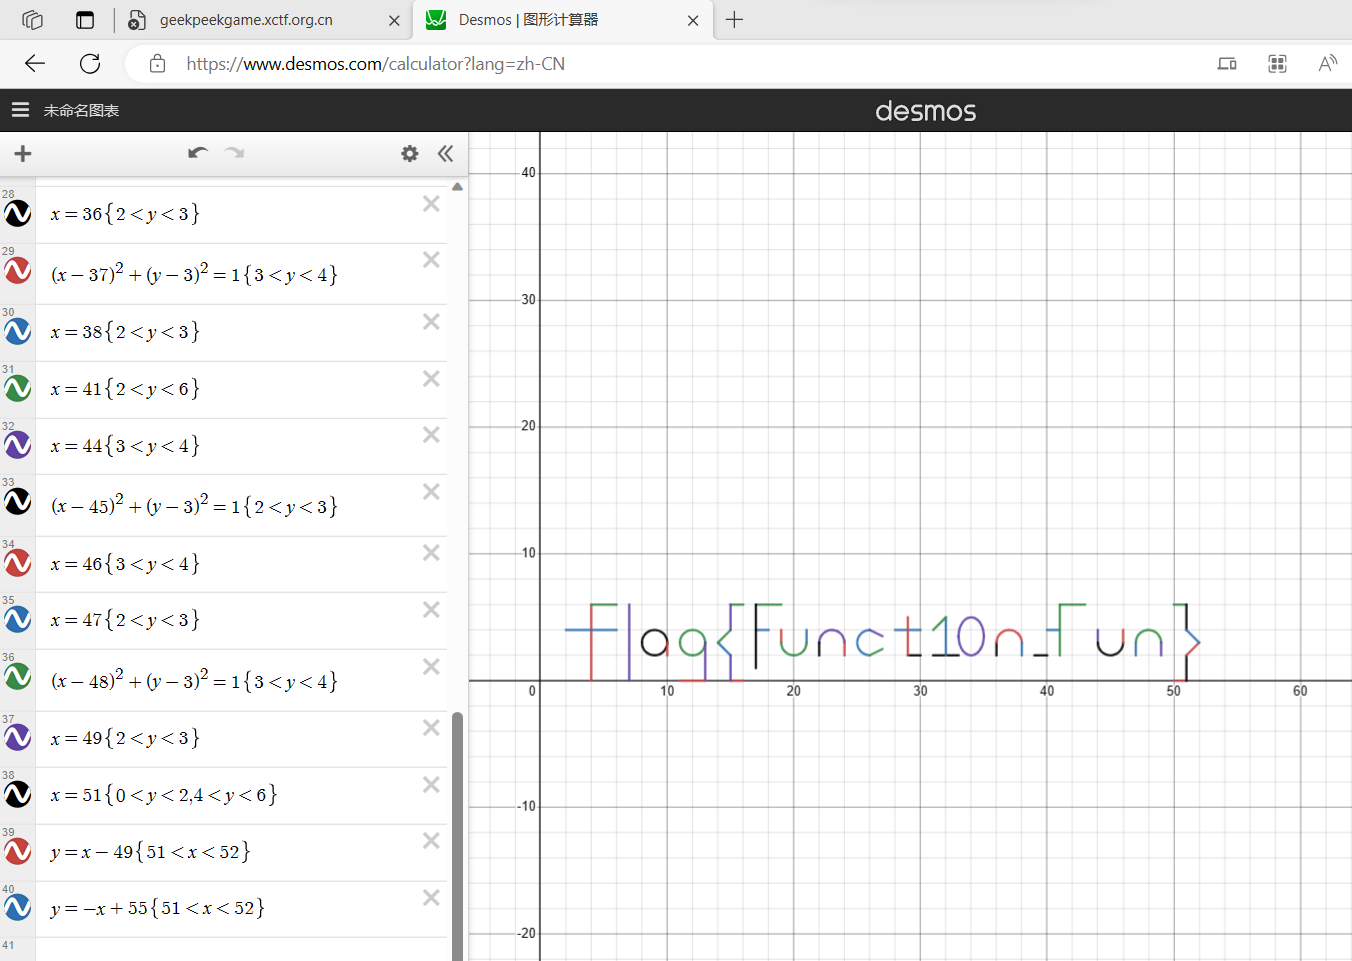 geekpeekgame.xctf.org.cn
Desmos | 图形计算器
https://www.desmos.com/calculator?lang=zh-CN
未命名图表
desmos
28
x = 36{2 < y < 3}
29
(x − 37)² + (y − 3)² = 1{3 < y < 4}
30
x = 38{2 < y < 3}
31
x = 41{2 < y < 6}
32
x = 44{3 < y < 4}
33
(x − 45)² + (y − 3)² = 1{2 < y < 3}
34
x = 46{3 < y < 4}
35
x = 47{2 < y < 3}
36
(x − 48)² + (y − 3)² = 1{3 < y < 4}
37
x = 49{2 < y < 3}
38
x = 51{0 < y < 2,4 < y < 6}
39
y = x − 49{51 < x < 52}
40
y = −x + 55{51 < x < 52}
41
40
30
20
10
flag{funct10n_fun}
0 10 20 30 40 50 60
-10
-20